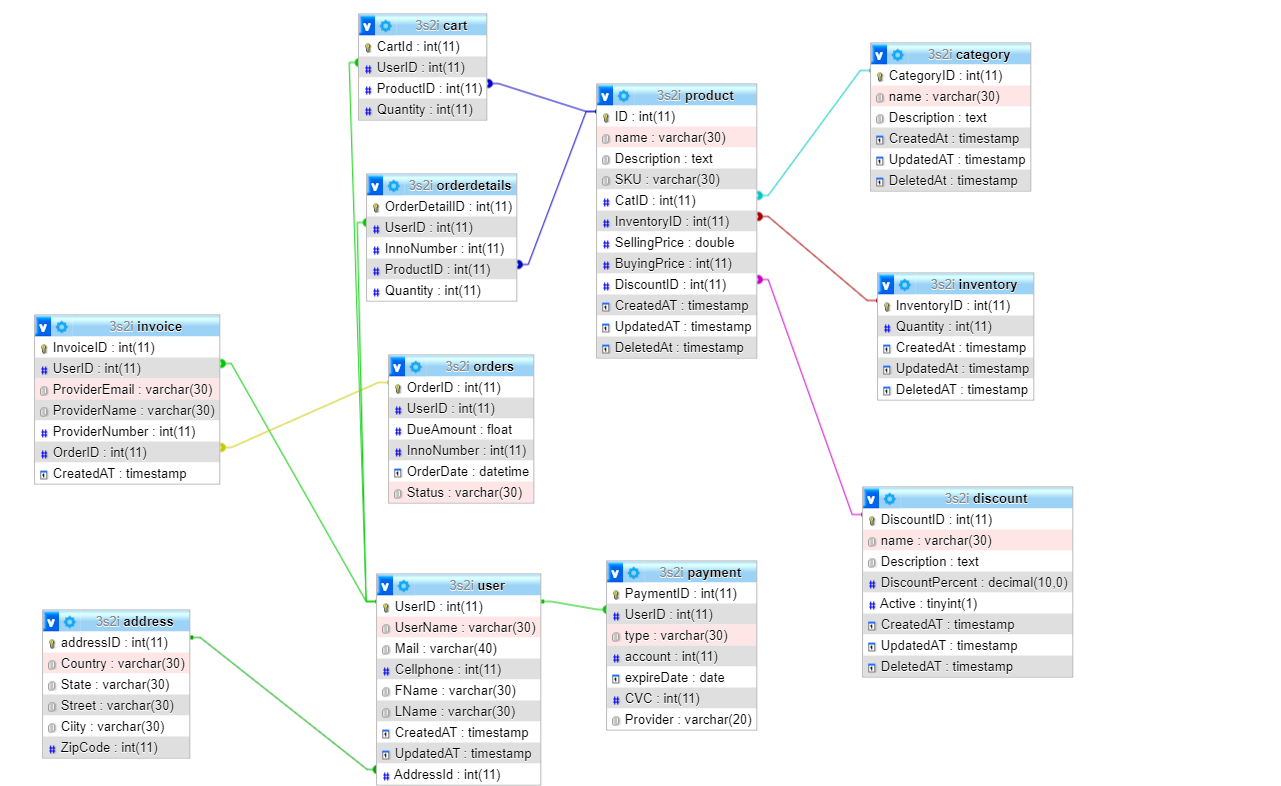 3s2i cart
CartId : int(11)
UserID : int(11)
ProductID : int(11)
Quantity : int(11)
3s2i category
CategoryID : int(11)
name : varchar(30)
Description : text
CreatedAt : timestamp
UpdatedAT : timestamp
DeletedAt : timestamp
3s2i product
ID : int(11)
name : varchar(30)
Description : text
SKU : varchar(30)
CatID : int(11)
InventoryID : int(11)
SellingPrice : double
BuyingPrice : int(11)
DiscountID : int(11)
CreatedAT : timestamp
UpdatedAT : timestamp
DeletedAt : timestamp
3s2i orderdetails
OrderDetailID : int(11)
UserID : int(11)
InnoNumber : int(11)
ProductID : int(11)
Quantity : int(11)
3s2i inventory
InventoryID : int(11)
Quantity : int(11)
CreatedAt : timestamp
UpdatedAt : timestamp
DeletedAT : timestamp
3s2i invoice
InvoiceID : int(11)
UserID : int(11)
ProviderEmail : varchar(30)
ProviderName : varchar(30)
ProviderNumber : int(11)
OrderID : int(11)
CreatedAT : timestamp
3s2i orders
OrderID : int(11)
UserID : int(11)
DueAmount : float
InnoNumber : int(11)
OrderDate : datetime
Status : varchar(30)
3s2i discount
DiscountID : int(11)
name : varchar(30)
Description : text
DiscountPercent : decimal(10,0)
Active : tinyint(1)
CreatedAT : timestamp
UpdatedAT : timestamp
DeletedAT : timestamp
3s2i user
UserID : int(11)
UserName : varchar(30)
Mail : varchar(40)
Cellphone : int(11)
FName : varchar(30)
LName : varchar(30)
CreatedAT : timestamp
UpdatedAT : timestamp
AddressId : int(11)
3s2i payment
PaymentID : int(11)
UserID : int(11)
type : varchar(30)
account : int(11)
expireDate : date
CVC : int(11)
Provider : varchar(20)
3s2i address
addressID : int(11)
Country : varchar(30)
State : varchar(30)
Street : varchar(30)
Ciity : varchar(30)
ZipCode : int(11)